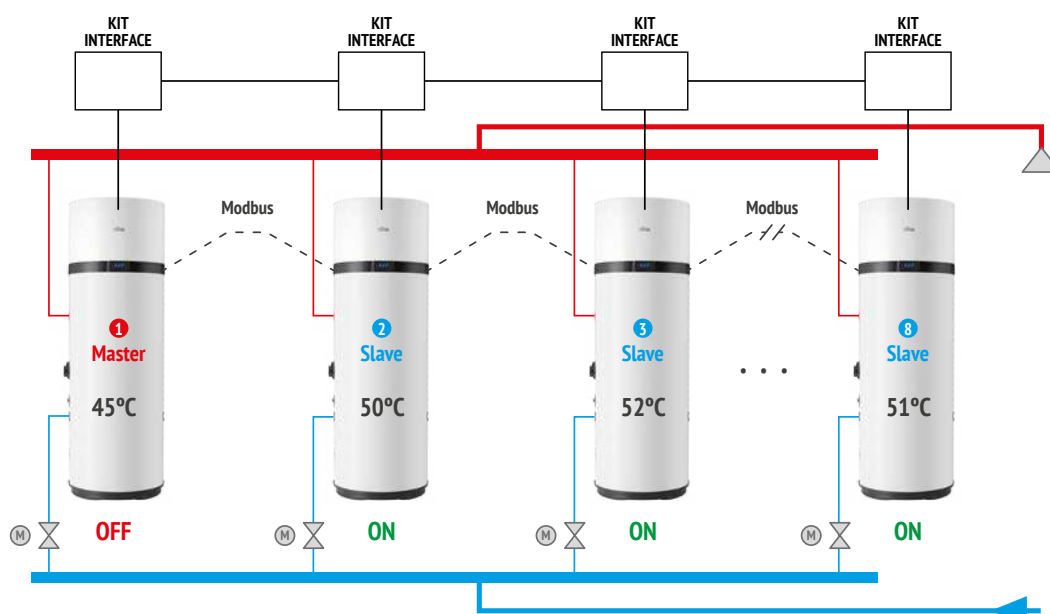 KIT
INTERFACE
KIT
INTERFACE
KIT
INTERFACE
KIT
INTERFACE
Modbus
Modbus
Modbus
1
Master
45ºC
2
Slave
50ºC
3
Slave
52ºC
. . .
8
Slave
51ºC
M
OFF
M
ON
M
ON
M
ON